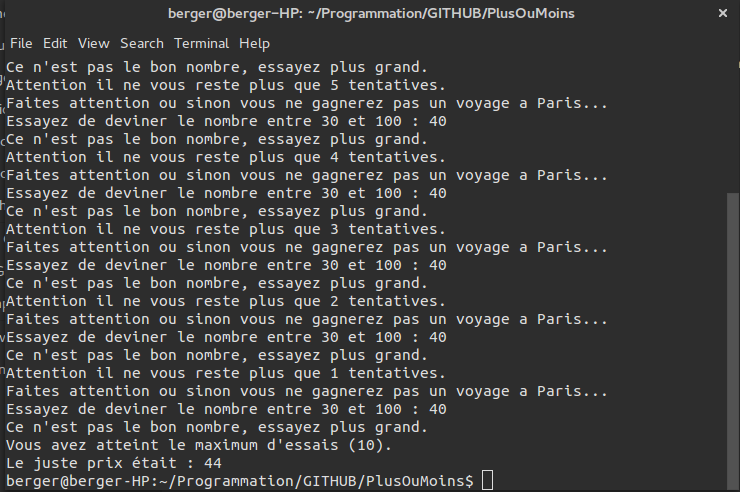 berger@berger-HP: ~/Programmation/GITHUB/PlusOuMoins
File Edit View Search Terminal Help
Ce n'est pas le bon nombre, essayez plus grand.
Attention il ne vous reste plus que 5 tentatives.
Faites attention ou sinon vous ne gagnerez pas un voyage a Paris...
Essayez de deviner le nombre entre 30 et 100 : 40
Ce n'est pas le bon nombre, essayez plus grand.
Attention il ne vous reste plus que 4 tentatives.
Faites attention ou sinon vous ne gagnerez pas un voyage a Paris...
Essayez de deviner le nombre entre 30 et 100 : 40
Ce n'est pas le bon nombre, essayez plus grand.
Attention il ne vous reste plus que 3 tentatives.
Faites attention ou sinon vous ne gagnerez pas un voyage a Paris...
Essayez de deviner le nombre entre 30 et 100 : 40
Ce n'est pas le bon nombre, essayez plus grand.
Attention il ne vous reste plus que 2 tentatives.
Faites attention ou sinon vous ne gagnerez pas un voyage a Paris...
Essayez de deviner le nombre entre 30 et 100 : 40
Ce n'est pas le bon nombre, essayez plus grand.
Attention il ne vous reste plus que 1 tentatives.
Faites attention ou sinon vous ne gagnerez pas un voyage a Paris...
Essayez de deviner le nombre entre 30 et 100 : 40
Ce n'est pas le bon nombre, essayez plus grand.
Vous avez atteint le maximum d'essais (10).
Le juste prix était : 44
berger@berger-HP:~/Programmation/GITHUB/PlusOuMoins$